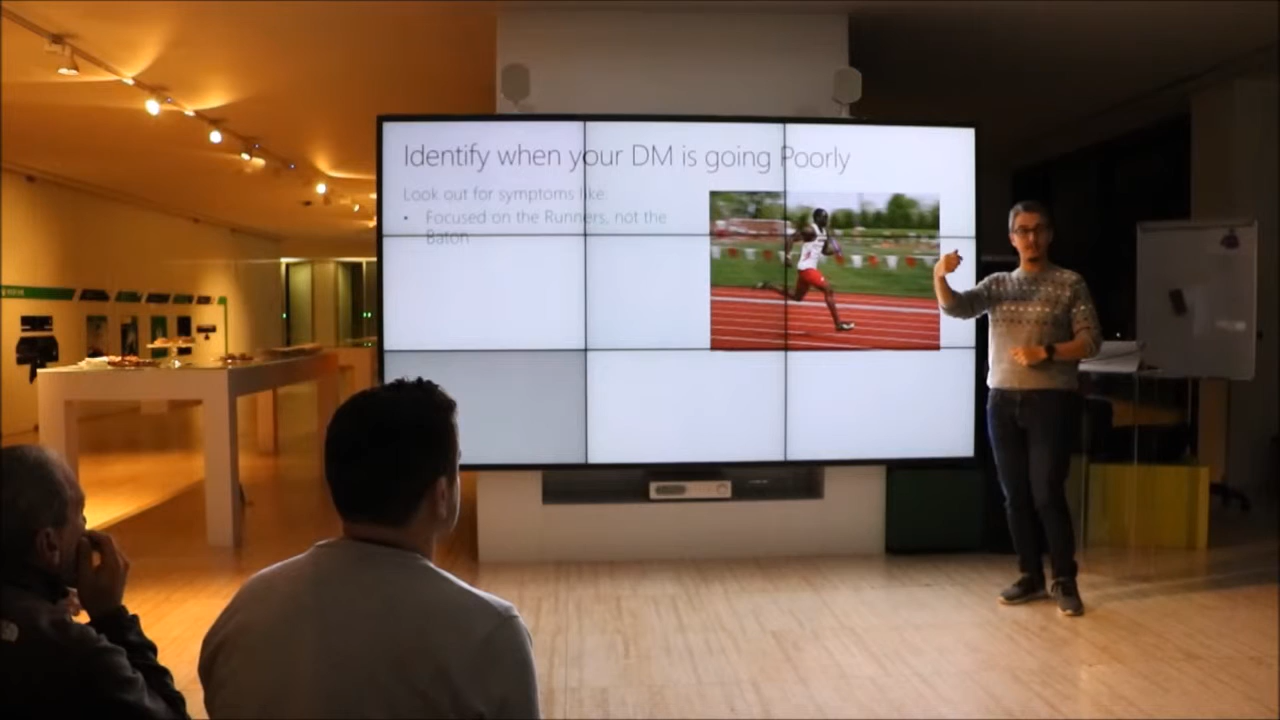 Identify when your DM is going Poorly
Look out for symptoms like:
• Focused on the Runners, not the
Baton